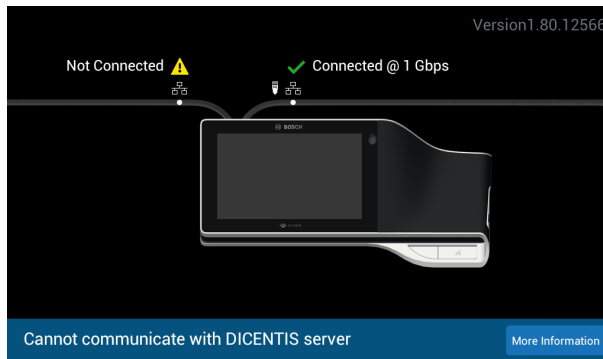 Version1.80.12566
Not Connected
Connected @ 1 Gbps
BOSCH
Cannot communicate with DICENTIS server
More Information